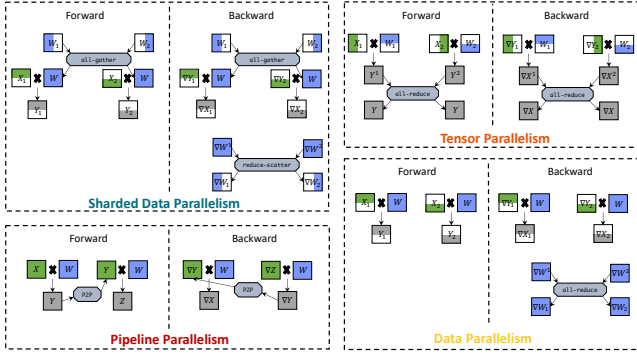 Forward Backward
W₁ W₂ W₁ W₂
all-gather all-gather
X₁ W X₂ W ∇Y₁ W ∇Y₂ W
Y₁ Y₂ ∇X₁ ∇X₂
∇W¹ ∇W²
reduce-scatter
∇W₁ ∇W₂
Sharded Data Parallelism
Forward Backward
X₁ W₁ X₂ W₂ ∇Y₁ W₁ ∇Y₂ W₂
Y¹ Y² ∇X¹ ∇X²
all-reduce all-reduce
Y Y ∇X ∇X
Tensor Parallelism
Forward Backward
X W Y W ∇Y W ∇Z W
P2P P2P
Y Z ∇X ∇Y
Pipeline Parallelism
Forward Backward
X₁ W X₂ W ∇Y₁ W ∇Y₂ W
Y₁ Y₂ ∇X₁ ∇X₂
∇W¹ ∇W²
all-reduce
∇W₁ ∇W₂
Data Parallelism